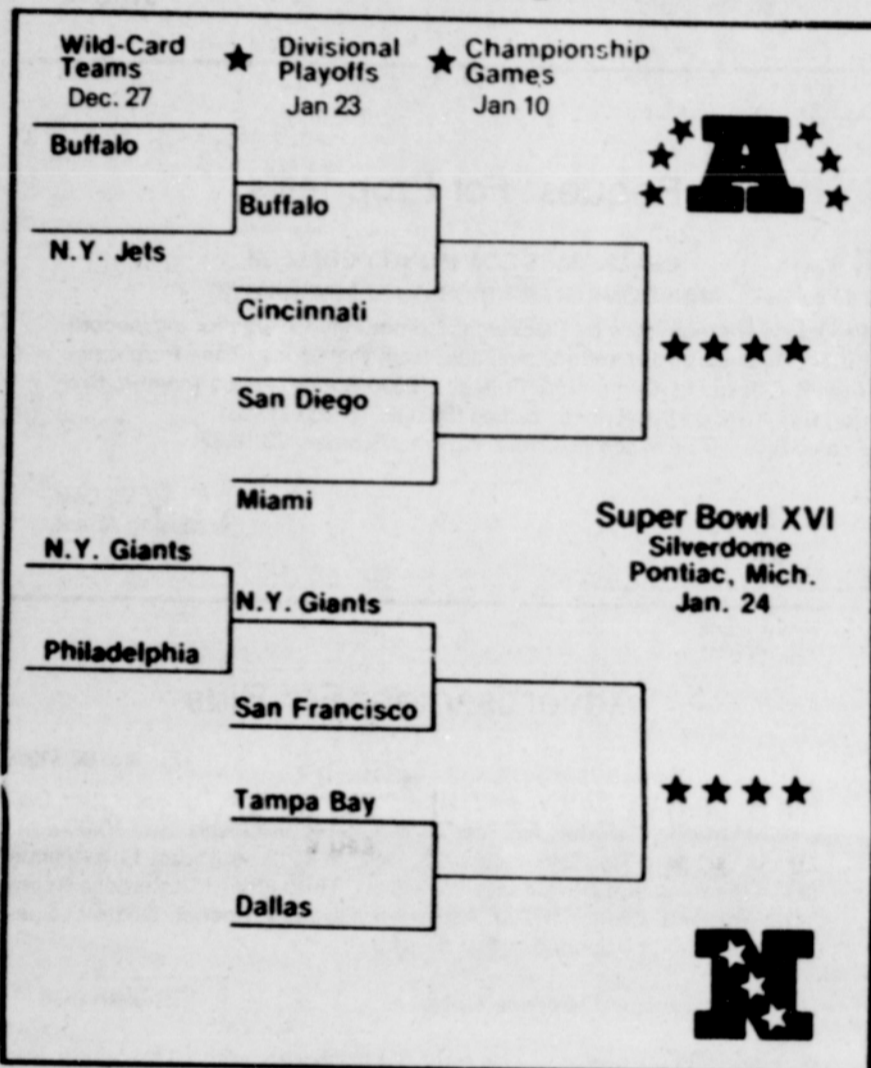 Wild-Card
Teams
Dec. 27
★ Divisional
Playoffs
Jan 23
★ Championship
Games
Jan 10
Buffalo
N.Y. Jets
Buffalo
Cincinnati
San Diego
Miami
A
★ ★ ★ ★
Super Bowl XVI
Silverdome
Pontiac, Mich.
Jan. 24
N.Y. Giants
Philadelphia
N.Y. Giants
San Francisco
Tampa Bay
Dallas
★ ★ ★ ★
N